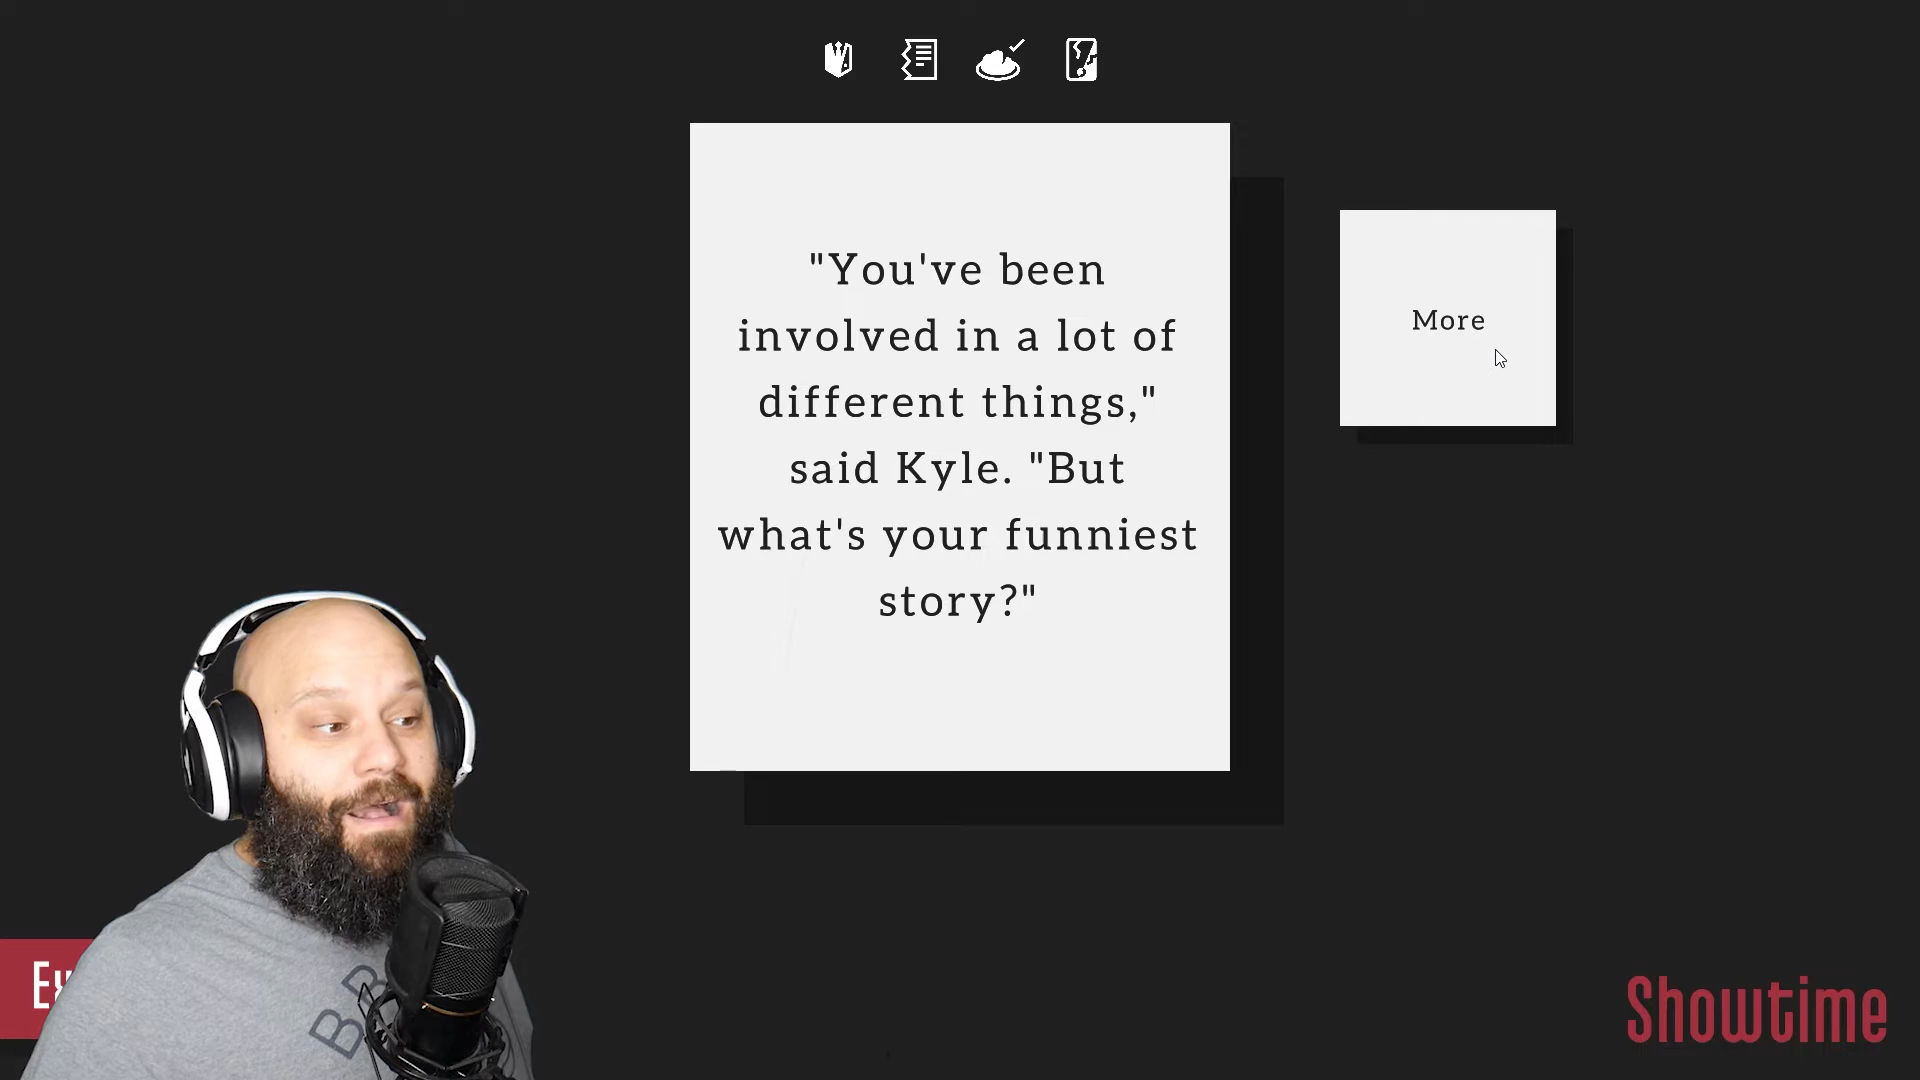 "You've been
involved in a lot of
different things,"
said Kyle. "But
what's your funniest
story?"
More
Showtime